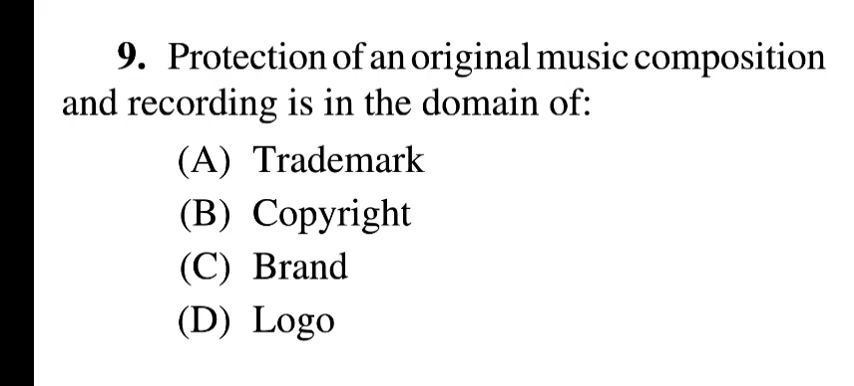 9. Protection of an original music composition
and recording is in the domain of:
(A) Trademark
(B) Copyright
(C) Brand
(D) Logo